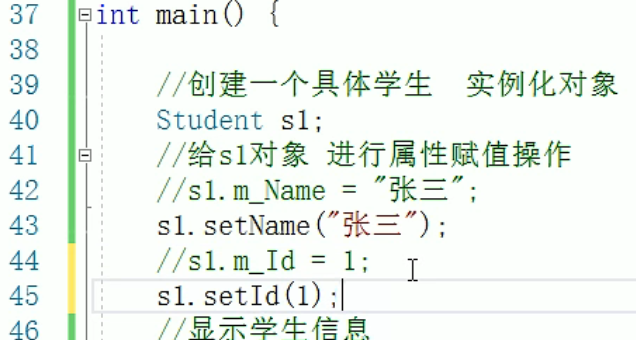 37 int main() {
38
39 //创建一个具体学生  实例化对象
40 Student s1;
41 //给s1对象 进行属性赋值操作
42 //s1.m_Name = "张三";
43 s1.setName("张三");
44 //s1.m_Id = 1;
45 s1.setId(1);
46 //显示学生信息